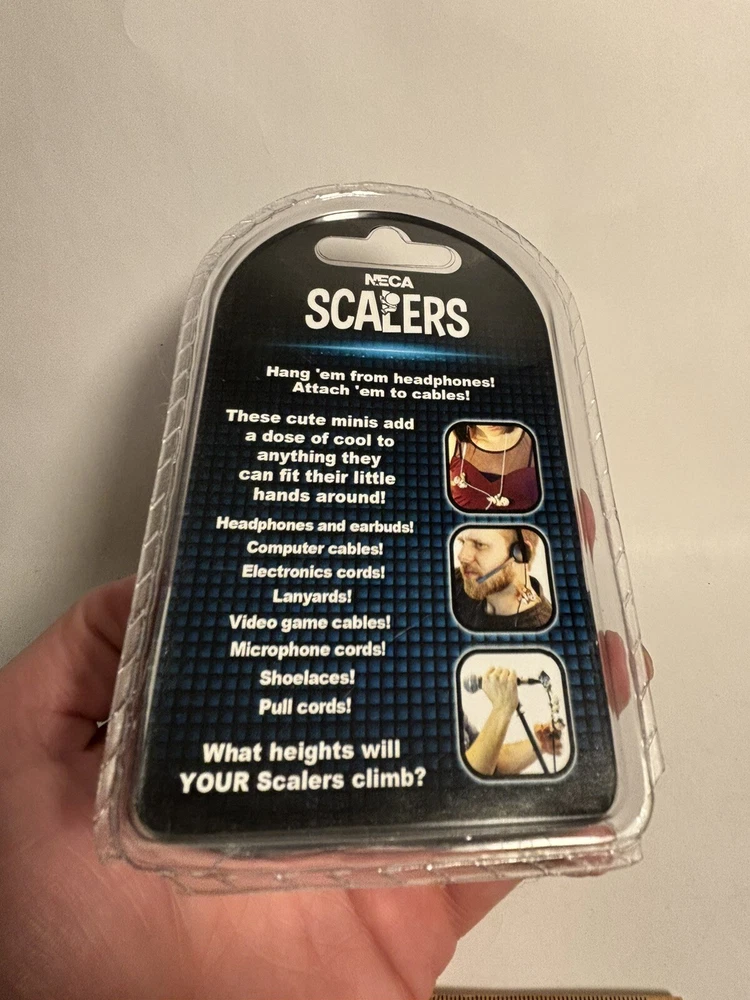 NECA
SCALERS
Hang 'em from headphones!
Attach 'em to cables!
These cute minis add
a dose of cool to
anything they
can fit their little
hands around!
Headphones and earbuds!
Computer cables!
Electronics cords!
Lanyards!
Video game cables!
Microphone cords!
Shoelaces!
Pull cords!
What heights will
YOUR Scalers climb?